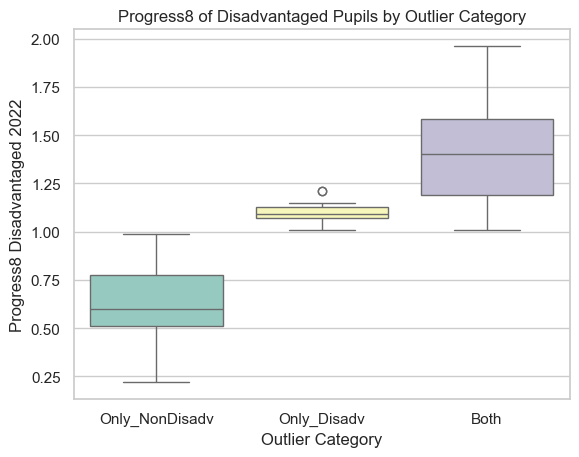 Progress8 of Disadvantaged Pupils by Outlier Category
2.00
1.75
1.50
1.25
1.00
0.75
0.50
0.25
Progress8 Disadvantaged 2022
Only_NonDisadv
Only_Disadv
Both
Outlier Category